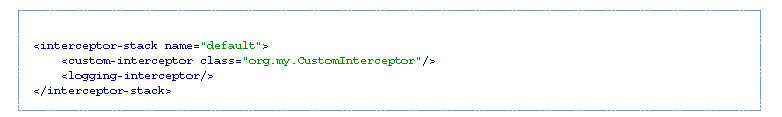 <interceptor-stack name="default">
    <custom-interceptor class="org.my.CustomInterceptor"/>
    <logging-interceptor/>
</interceptor-stack>